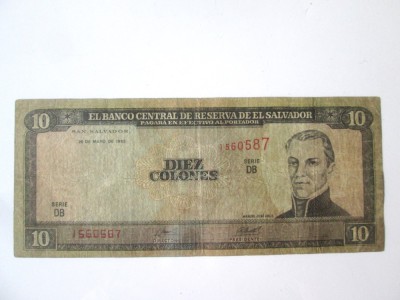 10 EL BANCO CENTRAL DE RESERVA DE EL SALVADOR 10
PAGARÁ EN EFECTIVO AL PORTADOR
SAN SALVADOR
560587
SERIE
DB
DIEZ
COLONES
SERIE
DB
560587
10 10